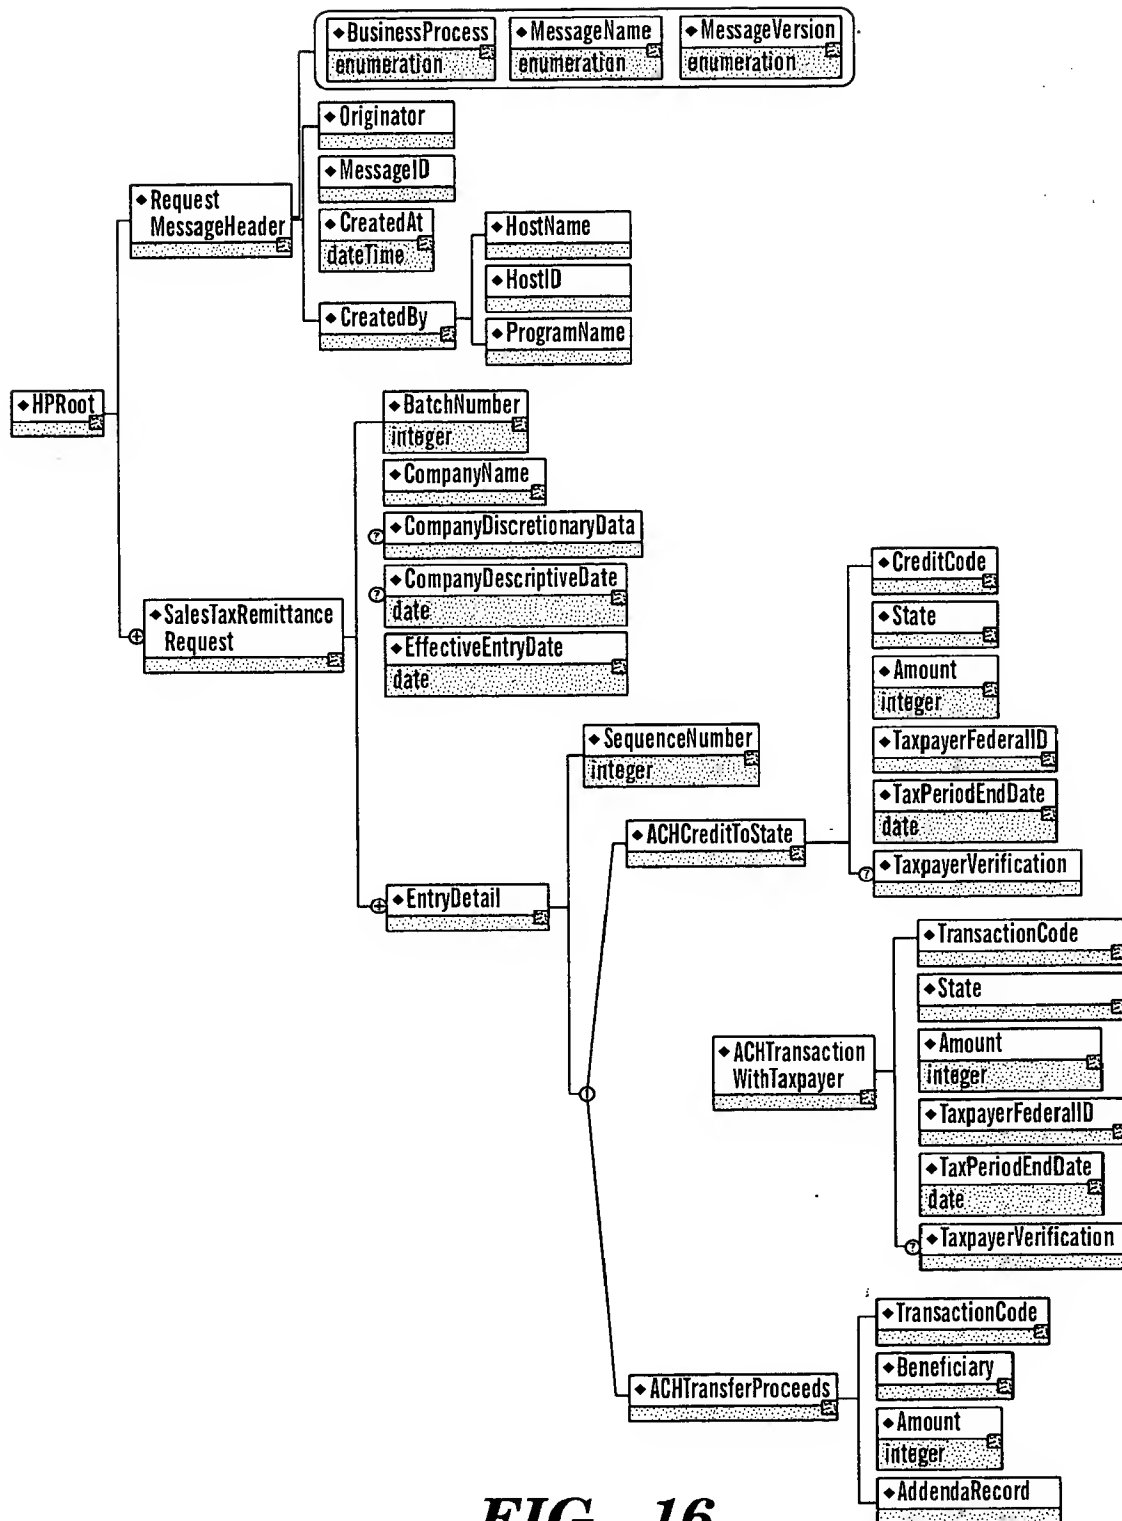 ◆BusinessProcess
enumeration
◆MessageName
enumeration
◆MessageVersion
enumeration
◆Originator
◆MessageID
◆CreatedAt
dateTime
◆CreatedBy
◆HostName
◆HostID
◆ProgramName
◆Request
MessageHeader
◆HPRoot
◆SalesTaxRemittance
Request
◆BatchNumber
integer
◆CompanyName
?
◆CompanyDiscretionaryData
?
◆CompanyDescriptiveDate
date
◆EffectiveEntryDate
date
◆EntryDetail
◆SequenceNumber
integer
◆ACHCreditToState
◆CreditCode
◆State
◆Amount
integer
◆TaxpayerFederalID
◆TaxPeriodEndDate
date
?
◆TaxpayerVerification
◆ACHTransaction
WithTaxpayer
◆TransactionCode
◆State
◆Amount
integer
◆TaxpayerFederalID
◆TaxPeriodEndDate
date
?
◆TaxpayerVerification
◆ACHTransferProceeds
◆TransactionCode
◆Beneficiary
◆Amount
integer
◆AddendaRecord
FIG. 16